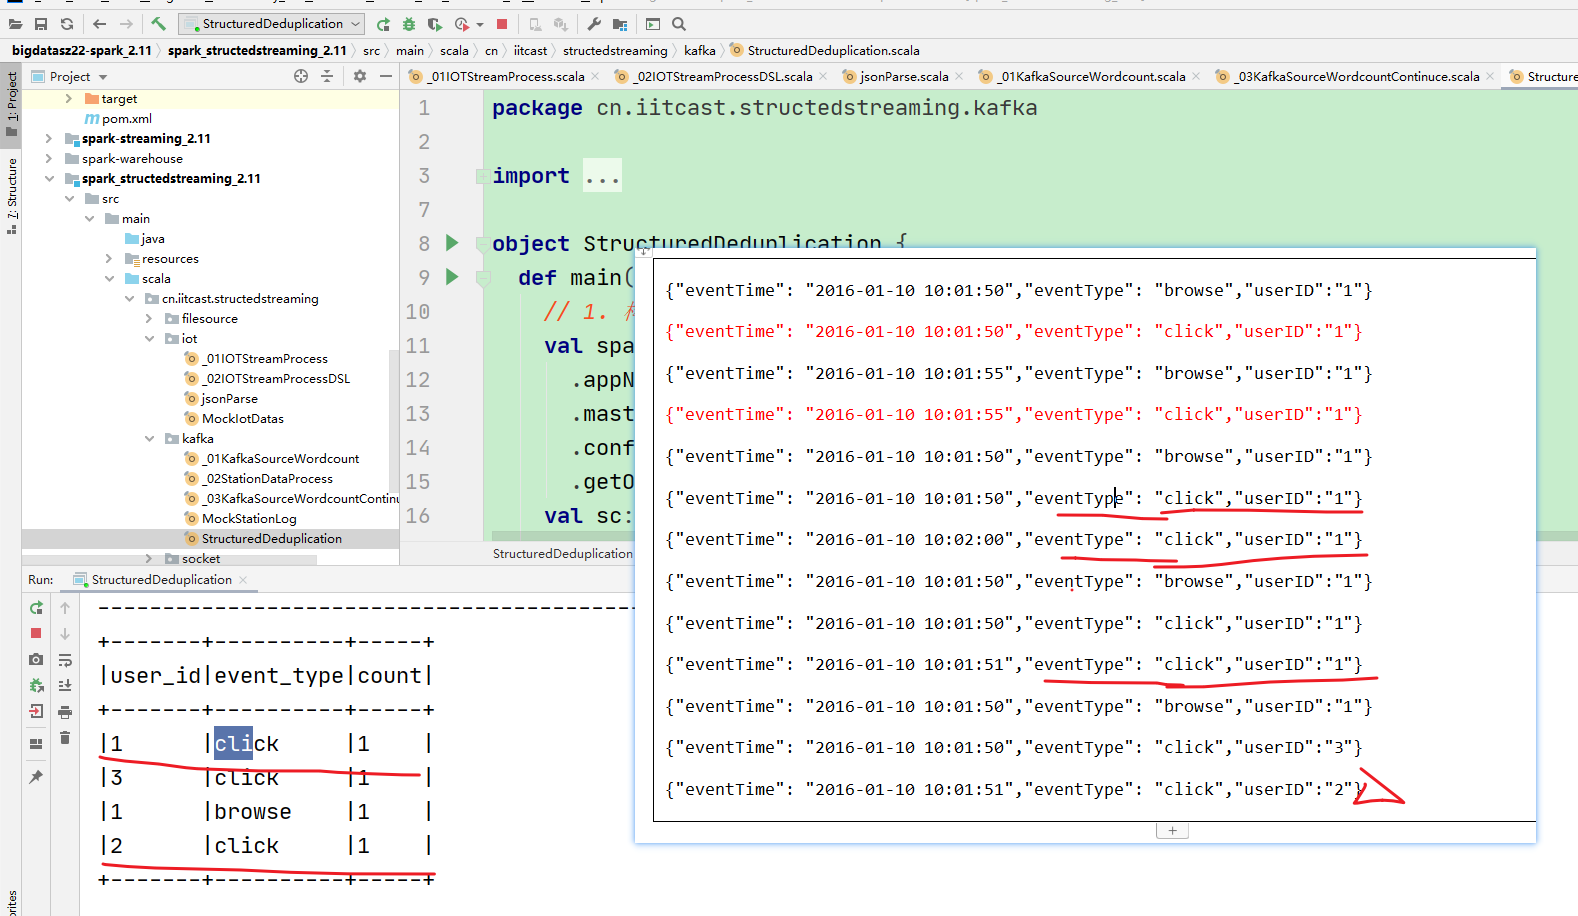 StructuredDeduplication
bigdatasz22-spark_2.11 spark_structedstreaming_2.11 src main scala cn iitcast structedstreaming kafka StructuredDeduplication.scala
Project
_01IOTStreamProcess.scala _02IOTStreamProcessDSL.scala jsonParse.scala _01KafkaSourceWordcount.scala _03KafkaSourceWordcountContinuce.scala Structure
1: Project
7: Structure
target
pom.xml
spark-streaming_2.11
spark-warehouse
spark_structedstreaming_2.11
src
main
java
resources
scala
cn.iitcast.structedstreaming
filesource
iot
_01IOTStreamProcess
_02IOTStreamProcessDSL
jsonParse
MockIotDatas
kafka
_01KafkaSourceWordcount
_02StationDataProcess
_03KafkaSourceWordcountContinu
MockStationLog
StructuredDeduplication
socket
1 package cn.iitcast.structedstreaming.kafka
2
3 import ...
7
8 object StructuredDeduplication {
9 def main(
10 // 1.
11 val spa
12 .appN
13 .mast
14 .conf
15 .getO
16 val sc:
StructuredDeduplication
{"eventTime": "2016-01-10 10:01:50","eventType": "browse","userID":"1"}
{"eventTime": "2016-01-10 10:01:50","eventType": "click","userID":"1"}
{"eventTime": "2016-01-10 10:01:55","eventType": "browse","userID":"1"}
{"eventTime": "2016-01-10 10:01:55","eventType": "click","userID":"1"}
{"eventTime": "2016-01-10 10:01:50","eventType": "browse","userID":"1"}
{"eventTime": "2016-01-10 10:01:50","eventType": "click","userID":"1"}
{"eventTime": "2016-01-10 10:02:00","eventType": "click","userID":"1"}
{"eventTime": "2016-01-10 10:01:50","eventType": "browse","userID":"1"}
{"eventTime": "2016-01-10 10:01:50","eventType": "click","userID":"1"}
{"eventTime": "2016-01-10 10:01:51","eventType": "click","userID":"1"}
{"eventTime": "2016-01-10 10:01:50","eventType": "browse","userID":"1"}
{"eventTime": "2016-01-10 10:01:50","eventType": "click","userID":"3"}
{"eventTime": "2016-01-10 10:01:51","eventType": "click","userID":"2"}
Run: StructuredDeduplication
-------------------------------------------
+-------+----------+-----+
|user_id|event_type|count|
+-------+----------+-----+
|1 |click |1 |
|3 |click |1 |
|1 |browse |1 |
|2 |click |1 |
+-------+----------+-----+